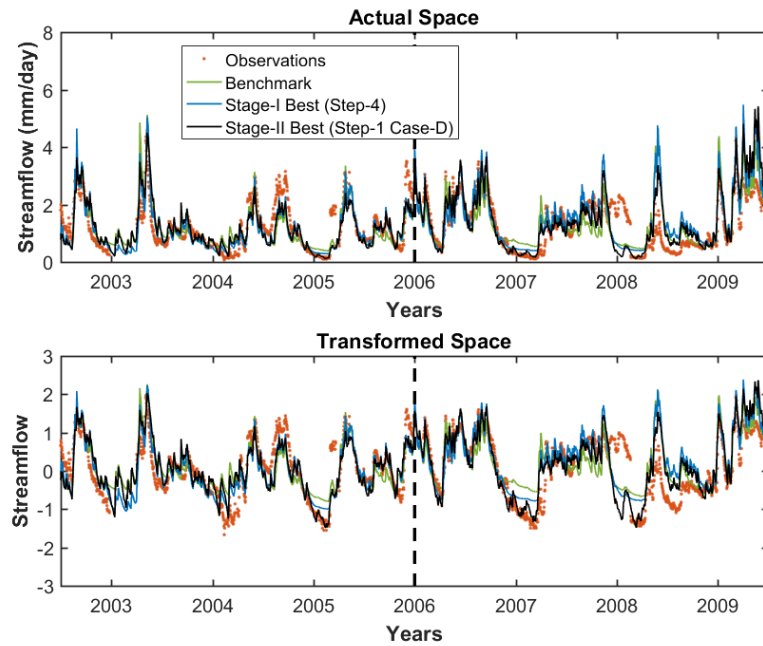 Actual Space
8
6
4
2
0
Streamflow (mm/day)
Observations
Benchmark
Stage-I Best (Step-4)
Stage-II Best (Step-1 Case-D)
2003 2004 2005 2006 2007 2008 2009
Years
Transformed Space
3
2
1
0
-1
-2
-3
Streamflow
2003 2004 2005 2006 2007 2008 2009
Years